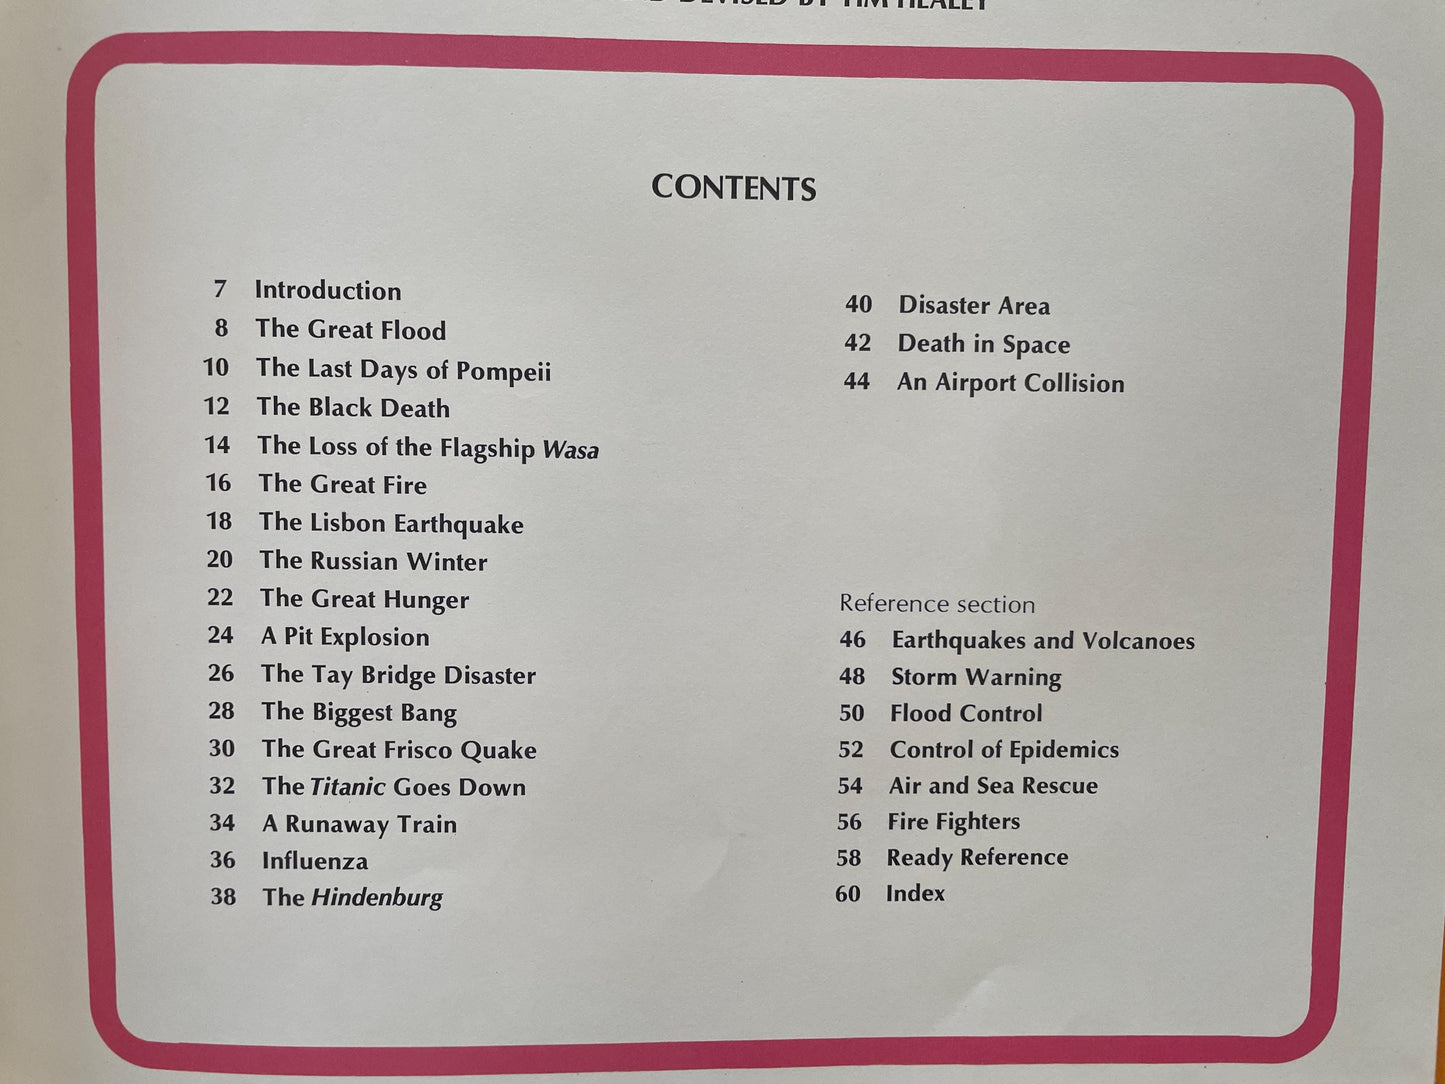 DEVISED BY TIM HEALEY
CONTENTS
7 Introduction
8 The Great Flood
10 The Last Days of Pompeii
12 The Black Death
14 The Loss of the Flagship Wasa
16 The Great Fire
18 The Lisbon Earthquake
20 The Russian Winter
22 The Great Hunger
24 A Pit Explosion
26 The Tay Bridge Disaster
28 The Biggest Bang
30 The Great Frisco Quake
32 The Titanic Goes Down
34 A Runaway Train
36 Influenza
38 The Hindenburg
40 Disaster Area
42 Death in Space
44 An Airport Collision
Reference section
46 Earthquakes and Volcanoes
48 Storm Warning
50 Flood Control
52 Control of Epidemics
54 Air and Sea Rescue
56 Fire Fighters
58 Ready Reference
60 Index